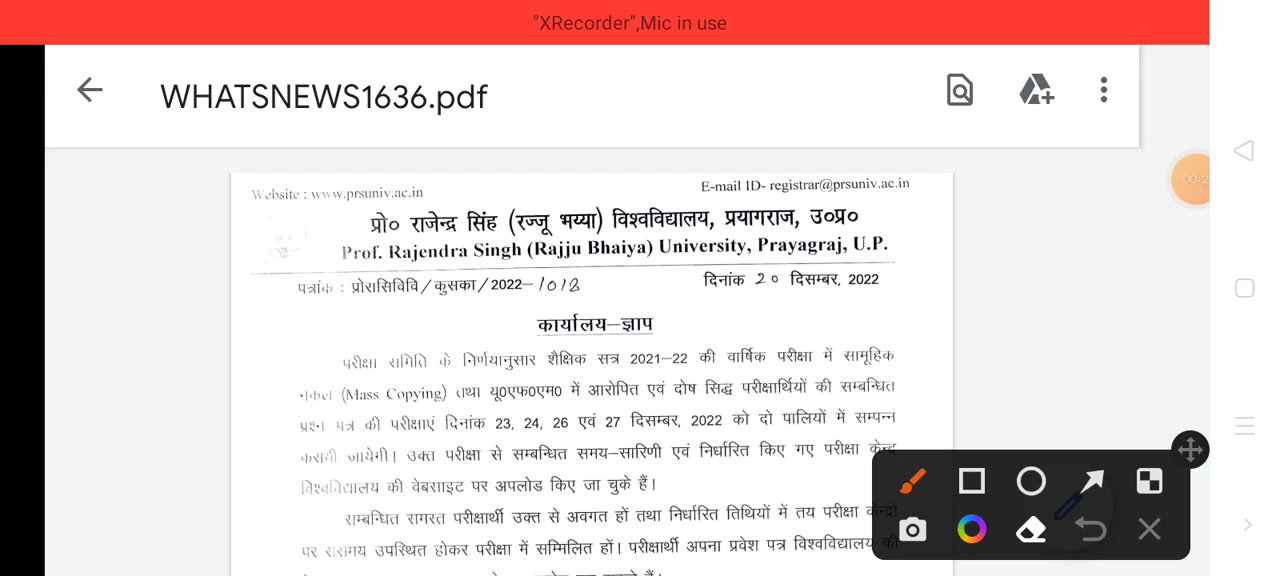 "XRecorder",Mic in use
WHATSNEWS1636.pdf
Website : www.prsuniv.ac.in
E-mail ID- registrar@prsuniv.ac.in
प्रो० राजेन्द्र सिंह (रज्जू भय्या) विश्वविद्यालय, प्रयागराज, उ०प्र०
Prof. Rajendra Singh (Rajju Bhaiya) University, Prayagraj, U.P.
पत्रांक : प्रोरासिविवि/कुसका/2022-1018
दिनांक 20 दिसम्बर, 2022
कार्यालय–ज्ञाप
परीक्षा समिति के निर्णयानुसार शैक्षिक सत्र 2021–22 की वार्षिक परीक्षा में सामूहिक
नकल (Mass Copying) तथा यू0एफ0एम0 में आरोपित एवं दोष सिद्ध परीक्षार्थियों की सम्बन्धित
प्रश्न पत्र की परीक्षाएं दिनांक 23, 24, 26 एवं 27 दिसम्बर, 2022 को दो पालियों में सम्पन्न
करायी जायेगी। उक्त परीक्षा से सम्बन्धित समय–सारिणी एवं निर्धारित किए गए परीक्षा केन्द्र
विश्वविद्यालय की वेबसाइट पर अपलोड किए जा चुके हैं।
सम्बन्धित समस्त परीक्षार्थी उक्त से अवगत हों तथा निर्धारित तिथियों में तय परीक्षा केन्द्रों
पर ससमय उपस्थित होकर परीक्षा में सम्मिलित हों। परीक्षार्थी अपना प्रवेश पत्र विश्वविद्यालय की